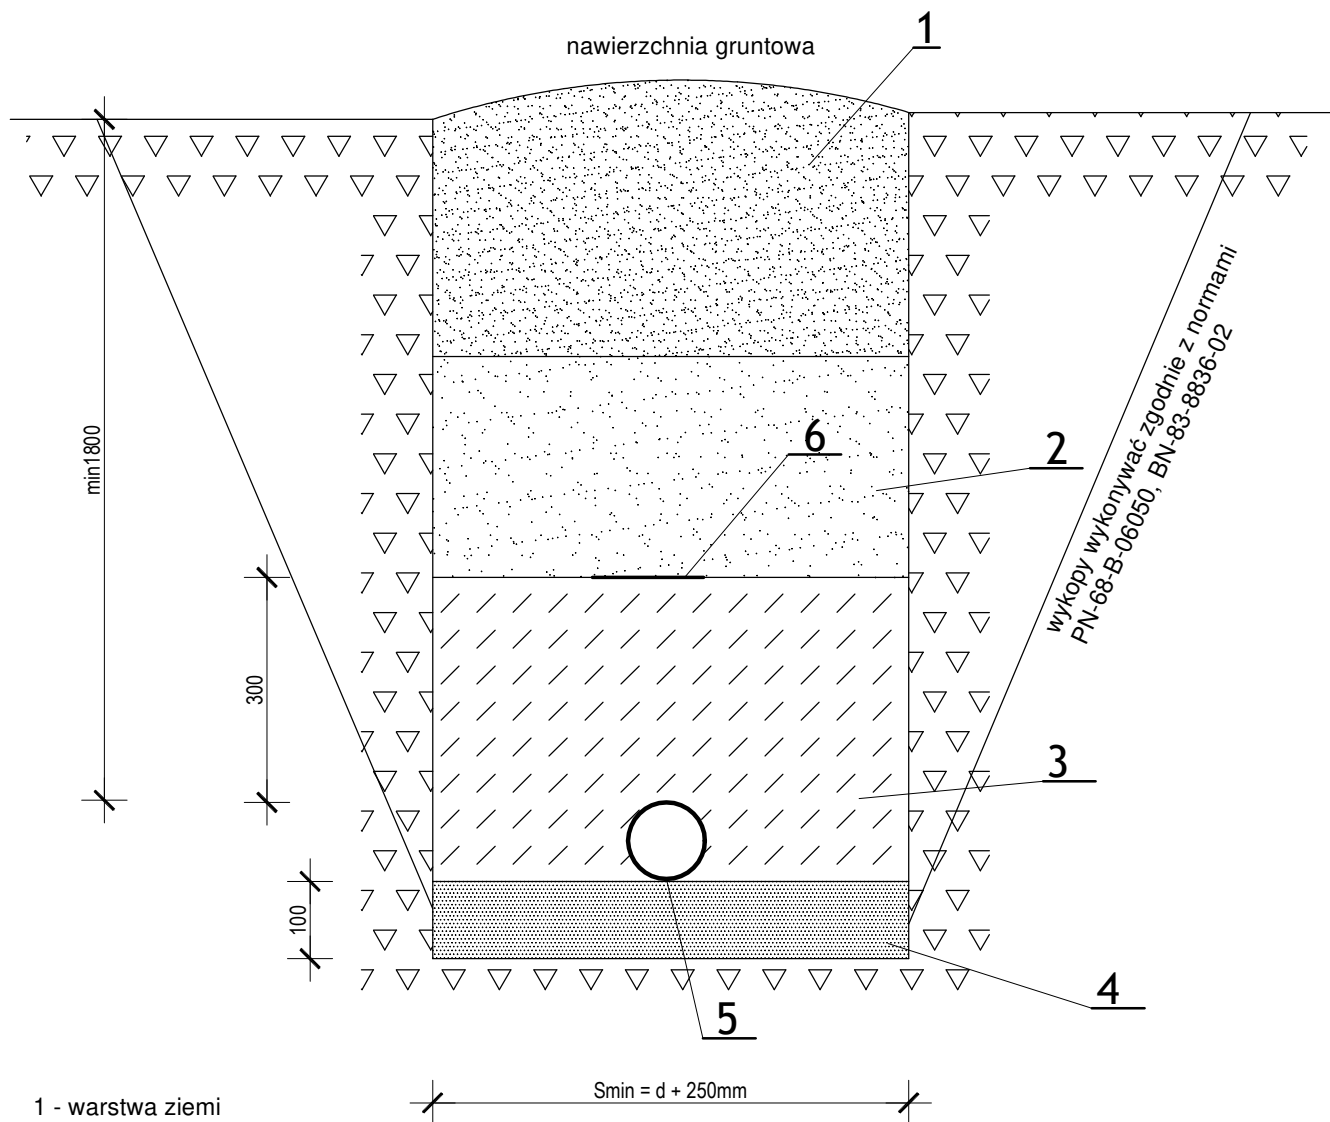 nawierzchnia gruntowa
1
6
2
min1800
wykopy wykonywać zgodnie z normami
PN-68-B-06050, BN-83-8836-02
300
3
100
4
5
Smin = d + 250mm
1 - warstwa ziemi